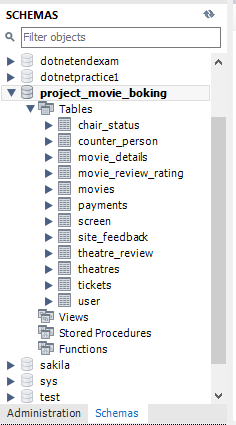 SCHEMAS
Filter objects
dotnetendexam
dotnetpractice1
project_movie_boking
Tables
chair_status
counter_person
movie_details
movie_review_rating
movies
payments
screen
site_feedback
theatre_review
theatres
tickets
user
Views
Stored Procedures
Functions
sakila
sys
test
Administration Schemas